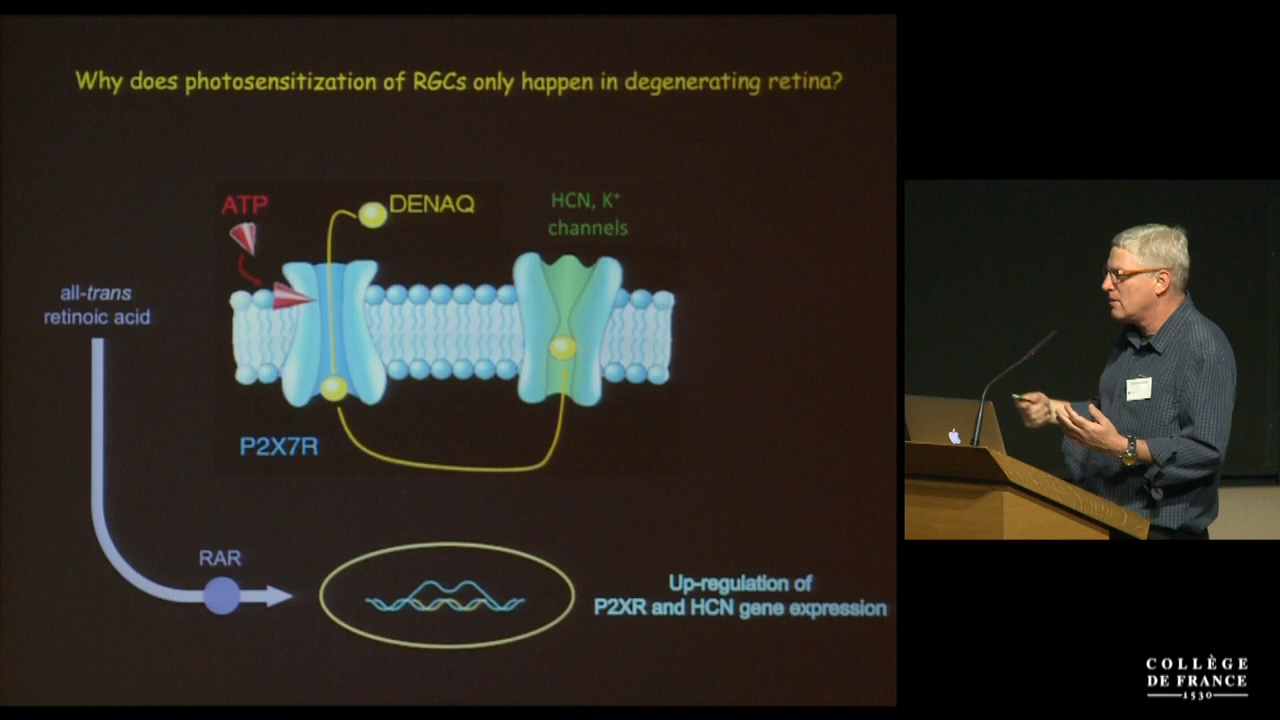 Why does photosensitization of RGCs only happen in degenerating retina?
ATP
DENAQ
HCN, K⁺
channels
all-trans
retinoic acid
P2X7R
RAR
Up-regulation of
P2XR and HCN gene expression
COLLÈGE
DE FRANCE
1530